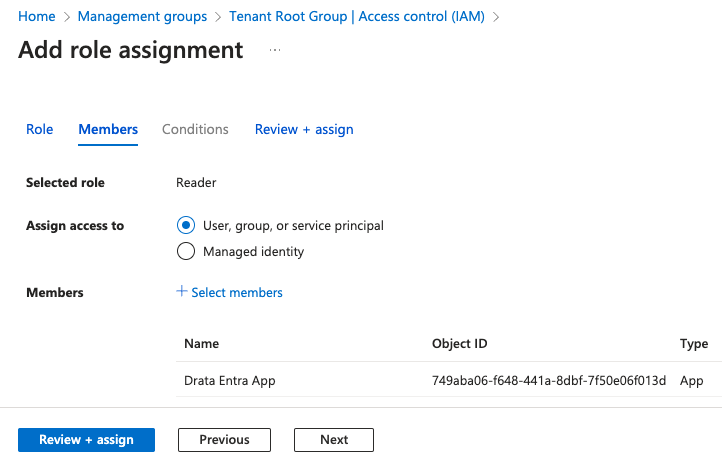 Home > Management groups > Tenant Root Group | Access control (IAM) >
Add role assignment ...
Role Members Conditions Review + assign
Selected role Reader
Assign access to User, group, or service principal
Managed identity
Members + Select members
Name Object ID Type
Drata Entra App 749aba06-f648-441a-8dbf-7f50e06f013d App
Review + assign Previous Next